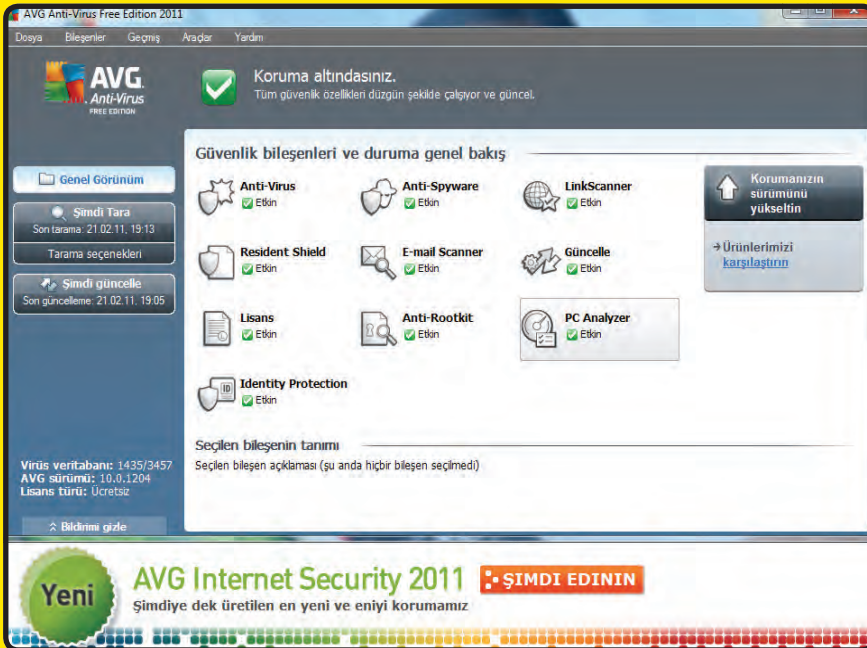 AVG Anti-Virus Free Edition 2011
Dosya Bileşenler Geçmiş Araçlar Yardım
AVG.
Anti-Virus
FREE EDITION
Koruma altındasınız.
Tüm güvenlik özellikleri düzgün şekilde çalışıyor ve güncel.
Genel Görünüm
Şimdi Tara
Son tarama: 21.02.11, 19:13
Tarama seçenekleri
Şimdi güncelle
Son güncelleme: 21.02.11, 19:05
Güvenlik bileşenleri ve duruma genel bakış
Anti-Virus
Etkin
Anti-Spyware
Etkin
LinkScanner
Etkin
Resident Shield
Etkin
E-mail Scanner
Etkin
Güncelle
Etkin
Lisans
Etkin
Anti-Rootkit
Etkin
PC Analyzer
Etkin
ID
Identity Protection
Etkin
Korumanızın
sürümünü
yükseltin
Ürünlerimizi
karşılaştırın
Seçilen bileşenin tanımı
Seçilen bileşen açıklaması (şu anda hiçbir bileşen seçilmedi)
Virüs veritabanı: 1435/3457
AVG sürümü: 10.0.1204
Lisans türü: Ücretsiz
Bildirimi gizle
Yeni
AVG Internet Security 2011
ŞIMDI EDININ
Şimdiye dek üretilen en yeni ve eniyi korumamız